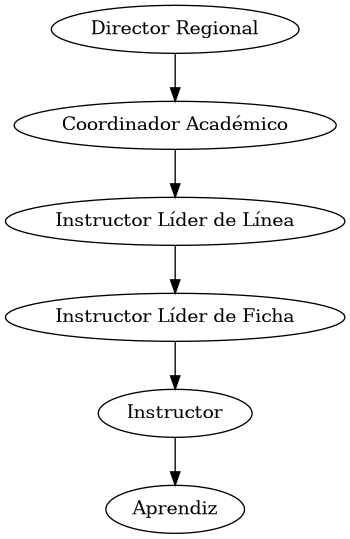 Director Regional
Coordinador Académico
Instructor Líder de Línea
Instructor Líder de Ficha
Instructor
Aprendiz